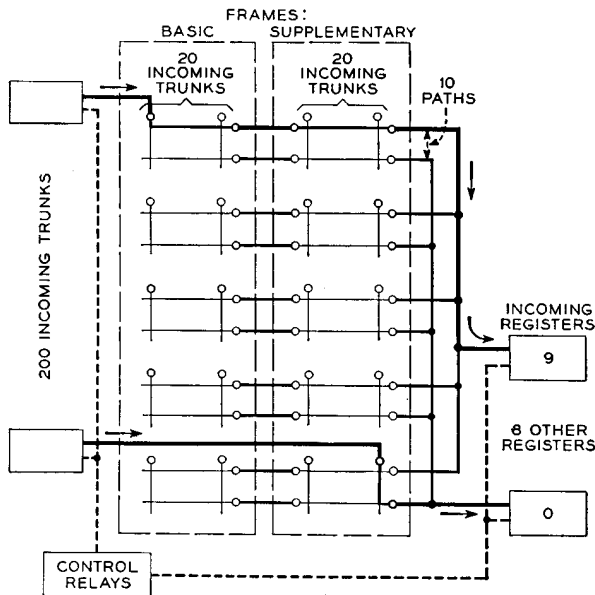 FRAMES:
BASIC
SUPPLEMENTARY
20
INCOMING
TRUNKS
20
INCOMING
TRUNKS
10
PATHS
200 INCOMING TRUNKS
INCOMING
REGISTERS
9
8 OTHER
REGISTERS
0
CONTROL
RELAYS